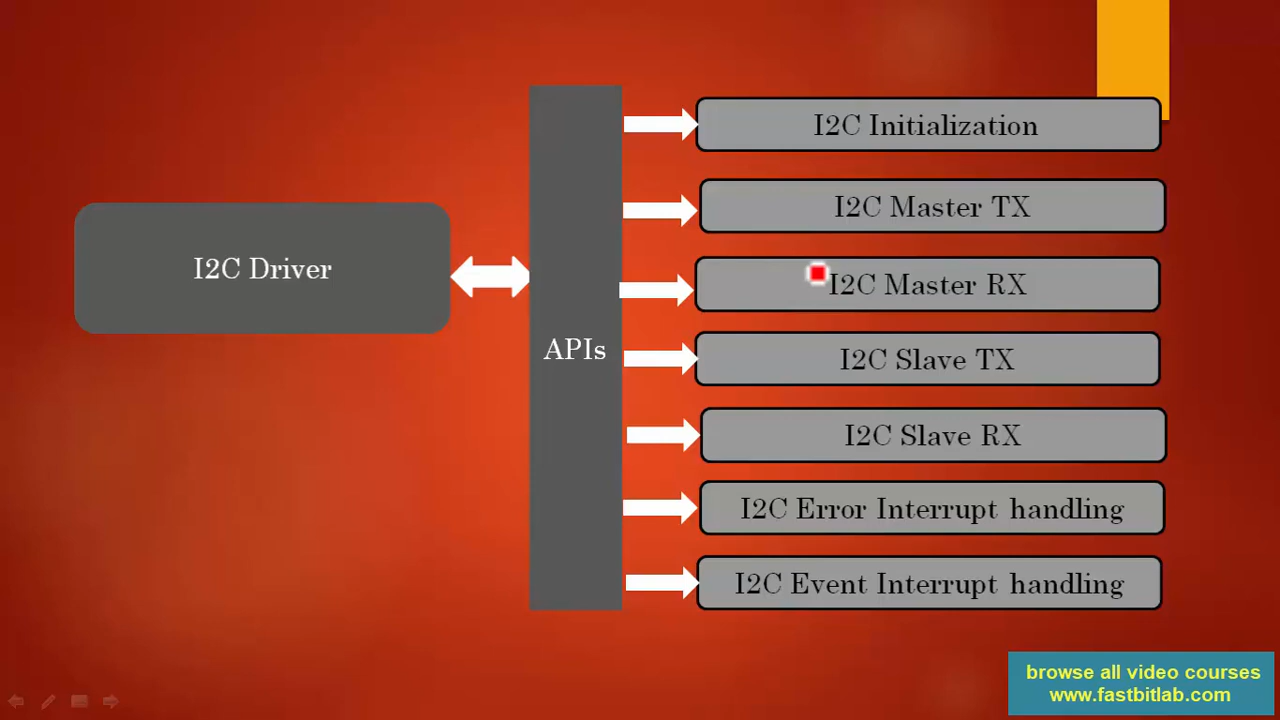 I2C Driver
APIs
I2C Initialization
I2C Master TX
I2C Master RX
I2C Slave TX
I2C Slave RX
I2C Error Interrupt handling
I2C Event Interrupt handling
browse all video courses
www.fastbitlab.com